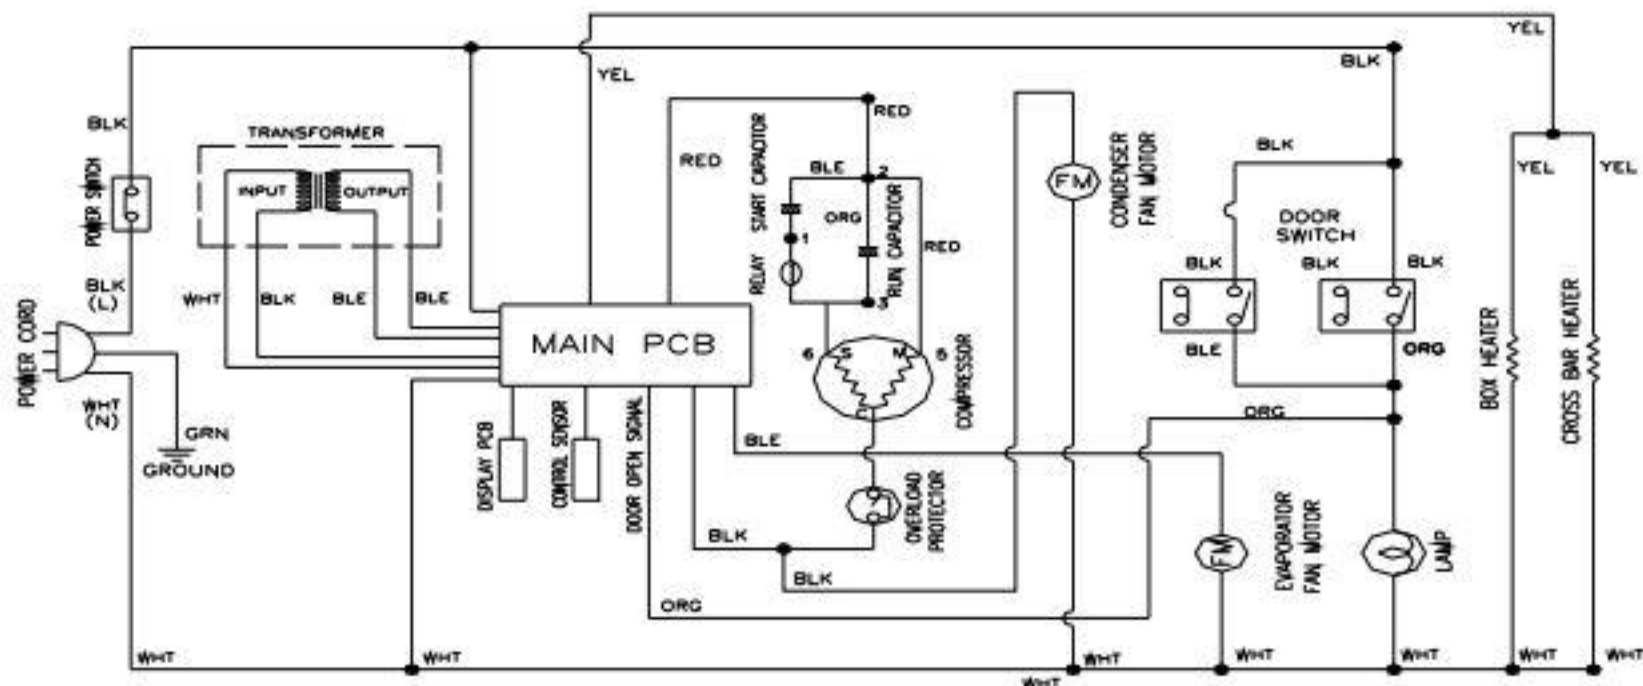 YEL
BLK
YEL
BLK
TRANSFORMER
INPUT
OUTPUT
POWER SWITCH
BLK
(L)
WHT
BLK
BLE
BLE
POWER CORD
WHT
(N)
GRN
GROUND
MAIN PCB
RED
RED
BLE
2
ORG
1
3
RED
START CAPACITOR
RELAY
RUN CAPACITOR
6
S
M
5
COMPRESSOR
FM
CONDENSER
FAN MOTOR
BLK
DOOR
SWITCH
BLK
BLK
BLK
BLE
ORG
ORG
YEL
YEL
BOX HEATER
CROSS BAR HEATER
DISPLAY PCB
CONTROL SENSOR
DOOR OPEN SIGNAL
BLE
BLK
BLK
ORG
OVERLOAD
PROTECTOR
FM
EVAPORATOR
FAN MOTOR
LAMP
WHT
WHT
WHT
WHT
WHT
WHT
WHT
WHT